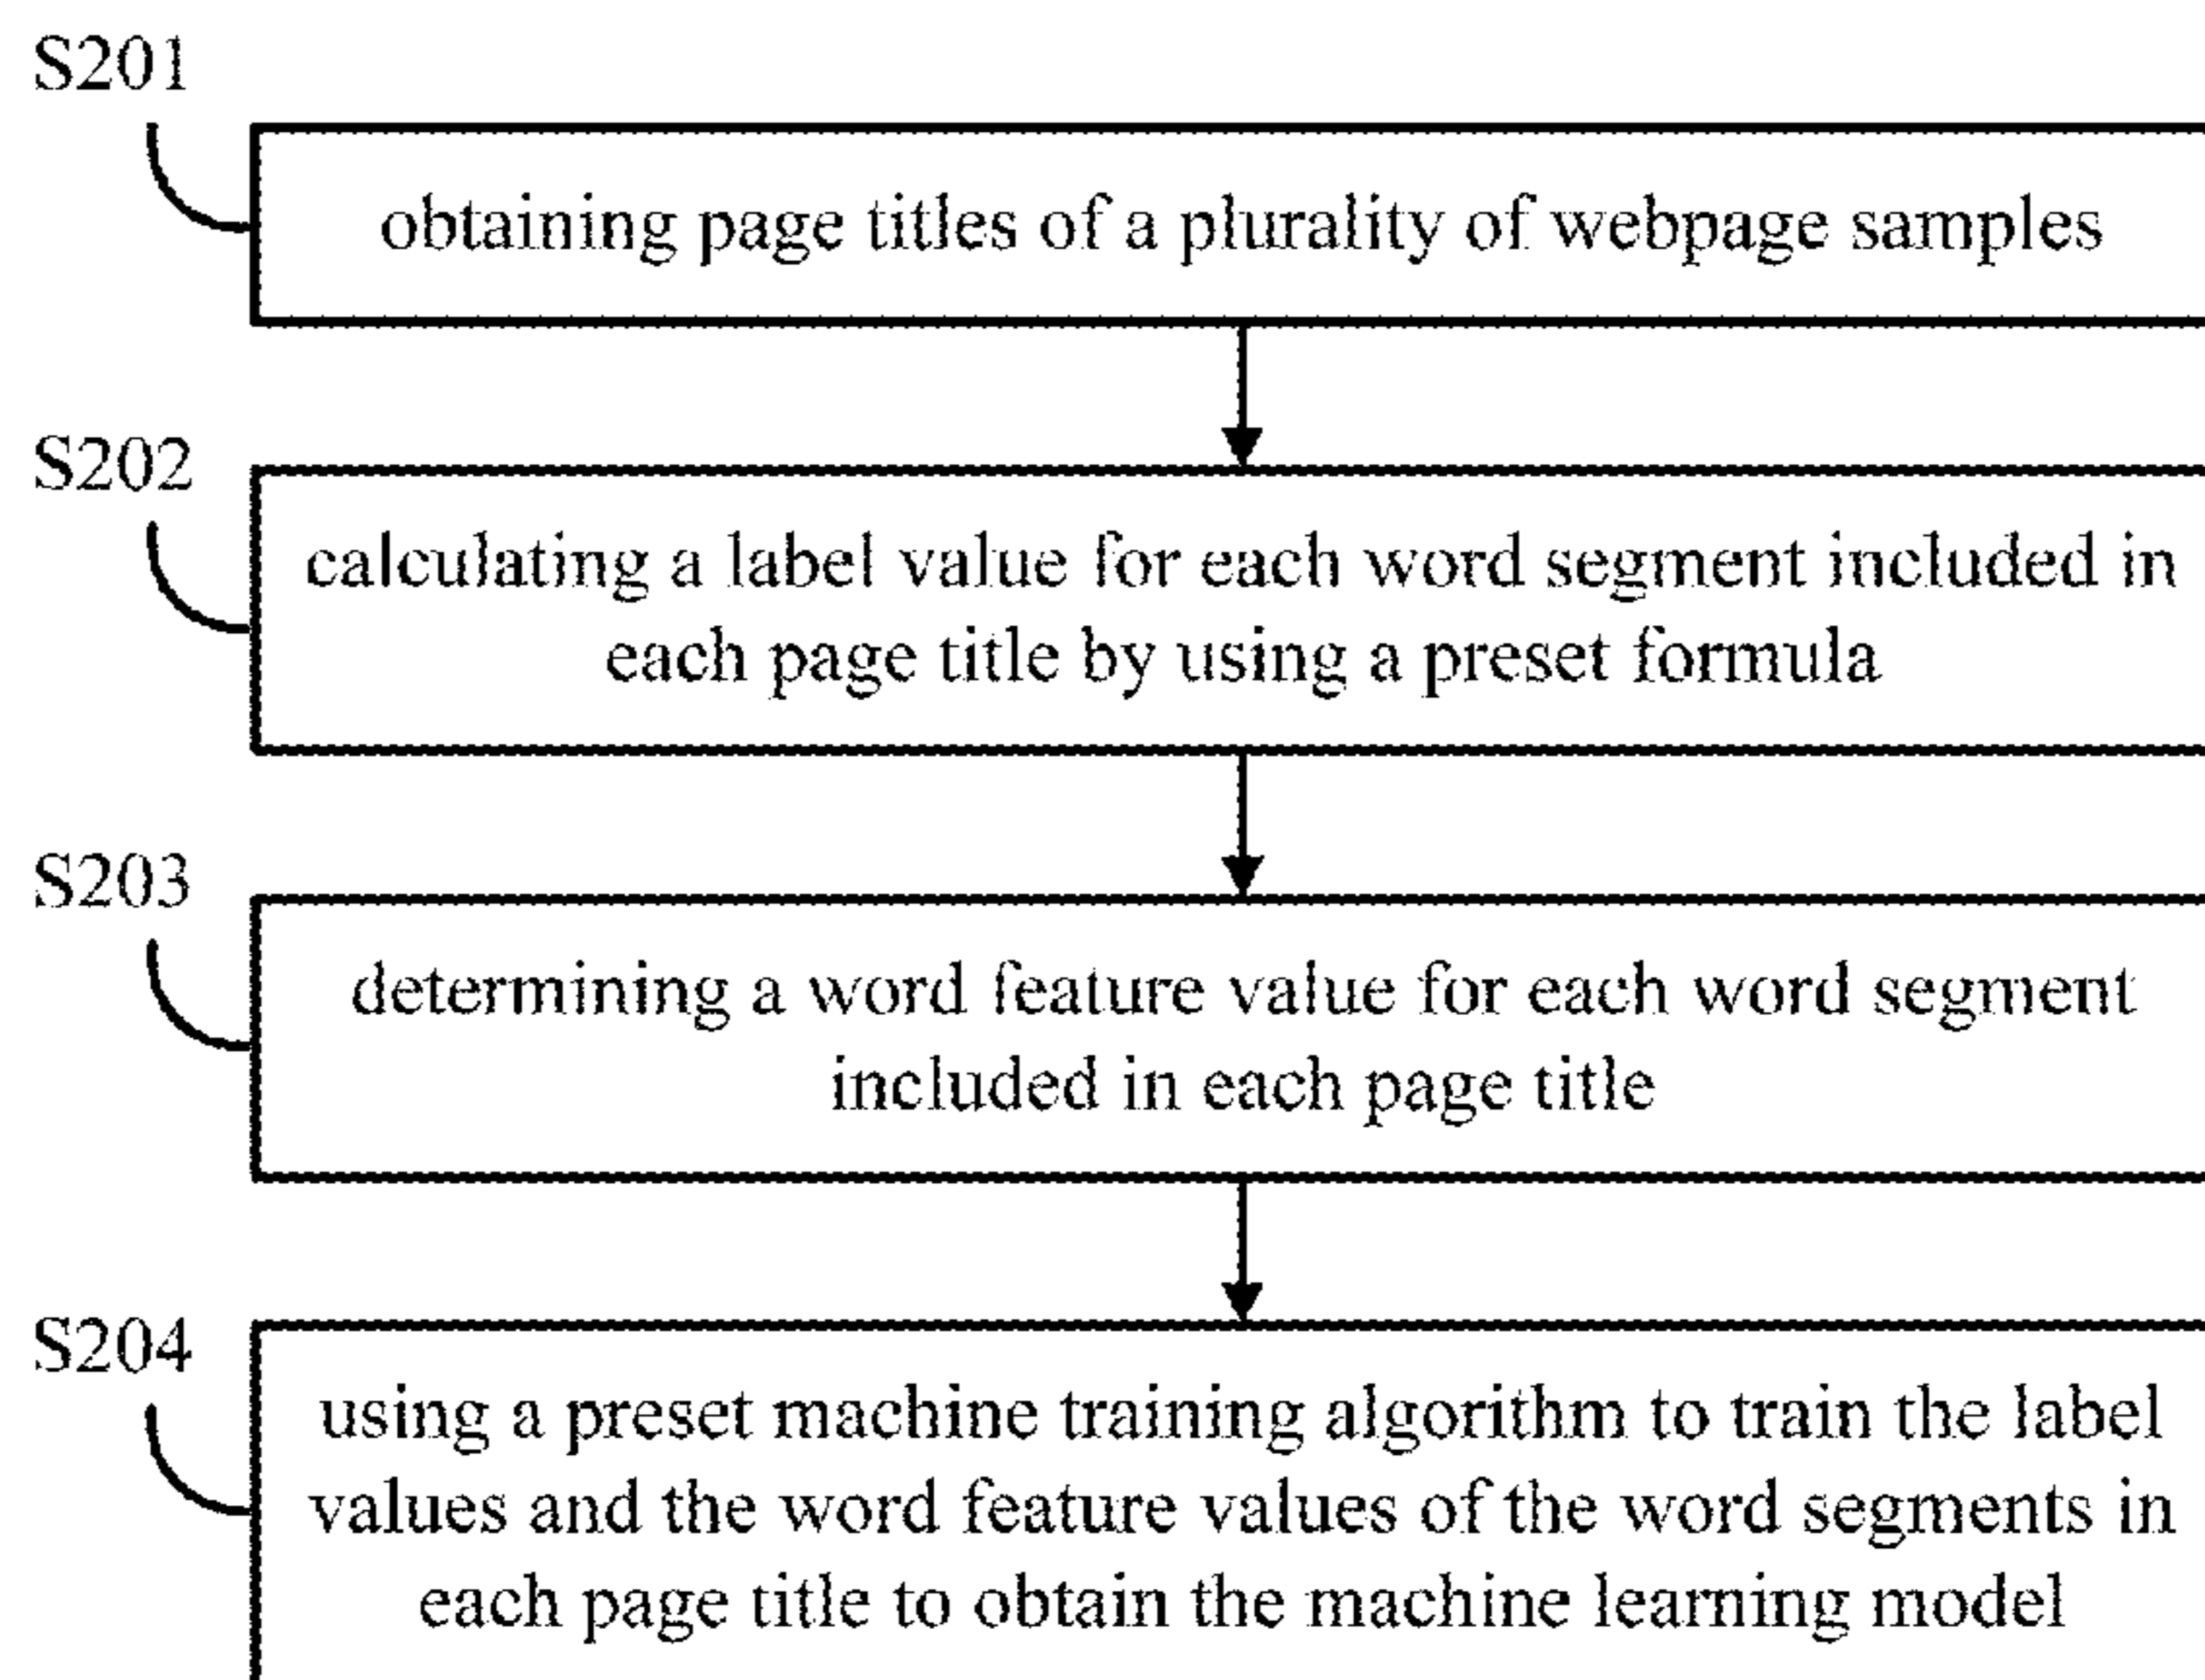 S201
obtaining page titles of a plurality of webpage samples
S202
calculating a label value for each word segment included in
each page title by using a preset formula
S203
determining a word feature value for each word segment
included in each page title
S204
using a preset machine training algorithm to train the label
values and the word feature values of the word segments in
each page title to obtain the machine learning model